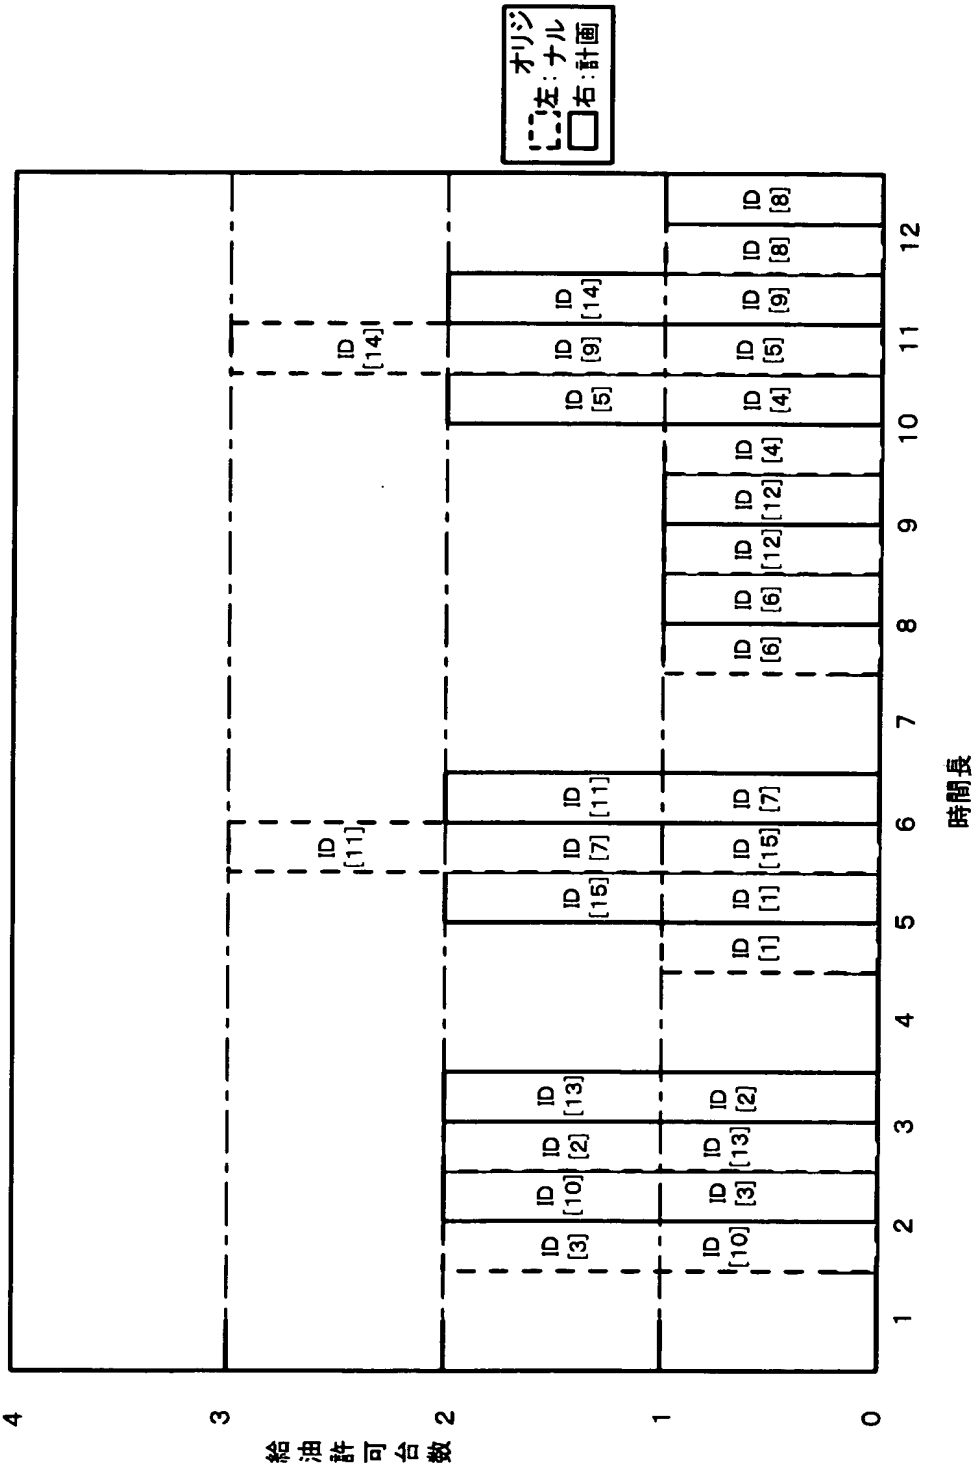 給油許可台数
4
3
2
1
0
ID
[11]
ID
[14]
ID
[3]
ID
[10]
ID
[2]
ID
[13]
ID
[15]
ID
[7]
ID
[11]
ID
[5]
ID
[9]
ID
[14]
ID
[10]
ID
[3]
ID
[13]
ID
[2]
ID
[1]
ID
[1]
ID
[15]
ID
[7]
ID
[6]
ID
[6]
ID
[12]
ID
[12]
ID
[4]
ID
[4]
ID
[5]
ID
[9]
ID
[8]
ID
[8]
1 2 3 4 5 6 7 8 9 10 11 12
時間長
オリジ
左:ナル
右:計画